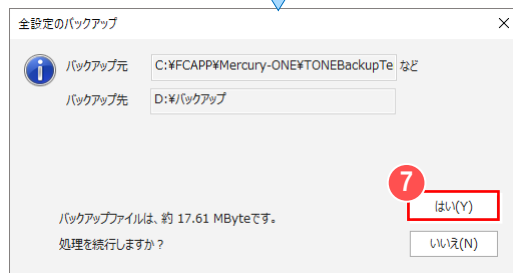 全設定のバックアップ
バックアップ元 C:¥FCAPP¥Mercury-ONE¥TONEBackupTe など
バックアップ先 D:¥バックアップ
7
はい(Y)
バックアップファイルは、約 17.61 MByteです。
処理を続行しますか？
いいえ(N)